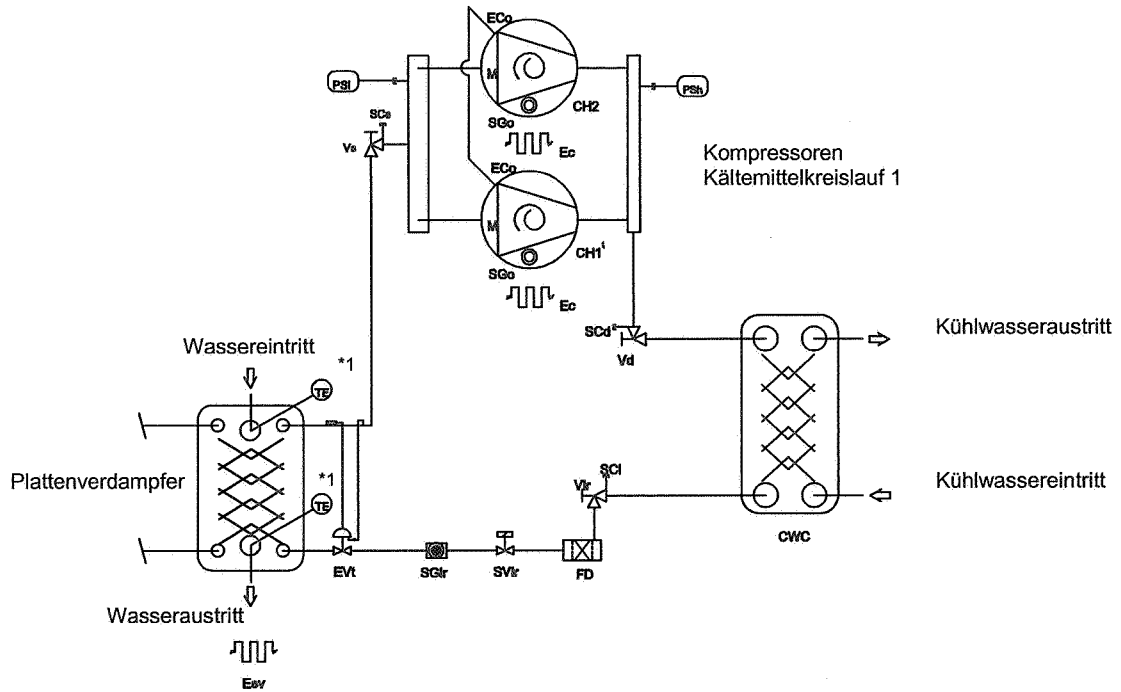 ECo
PSl
M
CH2
PSh
SCs
SGo
Vs
Ec
ECo
Kompressoren
Kältemittelkreislauf 1
M
CH1
SGo
Ec
SCd
Vd
Kühlwasseraustritt
Wassereintritt
*1
TE
Plattenverdampfer
*1
TE
SCl
Vlr
Kühlwassereintritt
CWC
EVt
SGlr
SVlr
FD
Wasseraustritt
Eev